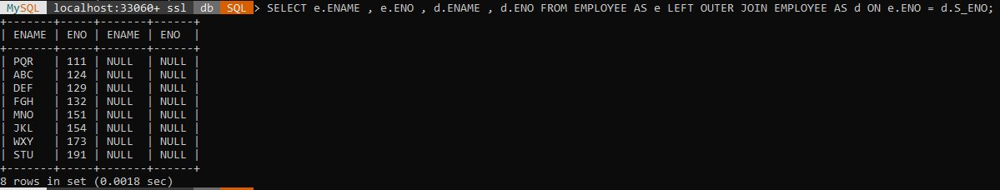 MySQL localhost:33060+ ssl db SQL > SELECT e.ENAME , e.ENO , d.ENAME , d.ENO FROM EMPLOYEE AS e LEFT OUTER JOIN EMPLOYEE AS d ON e.ENO = d.S_ENO;
+-------+-----+-------+------+
| ENAME | ENO | ENAME | ENO  |
+-------+-----+-------+------+
| PQR   | 111 | NULL  | NULL |
| ABC   | 124 | NULL  | NULL |
| DEF   | 129 | NULL  | NULL |
| FGH   | 132 | NULL  | NULL |
| MNO   | 151 | NULL  | NULL |
| JKL   | 154 | NULL  | NULL |
| WXY   | 173 | NULL  | NULL |
| STU   | 191 | NULL  | NULL |
+-------+-----+-------+------+
8 rows in set (0.0018 sec)